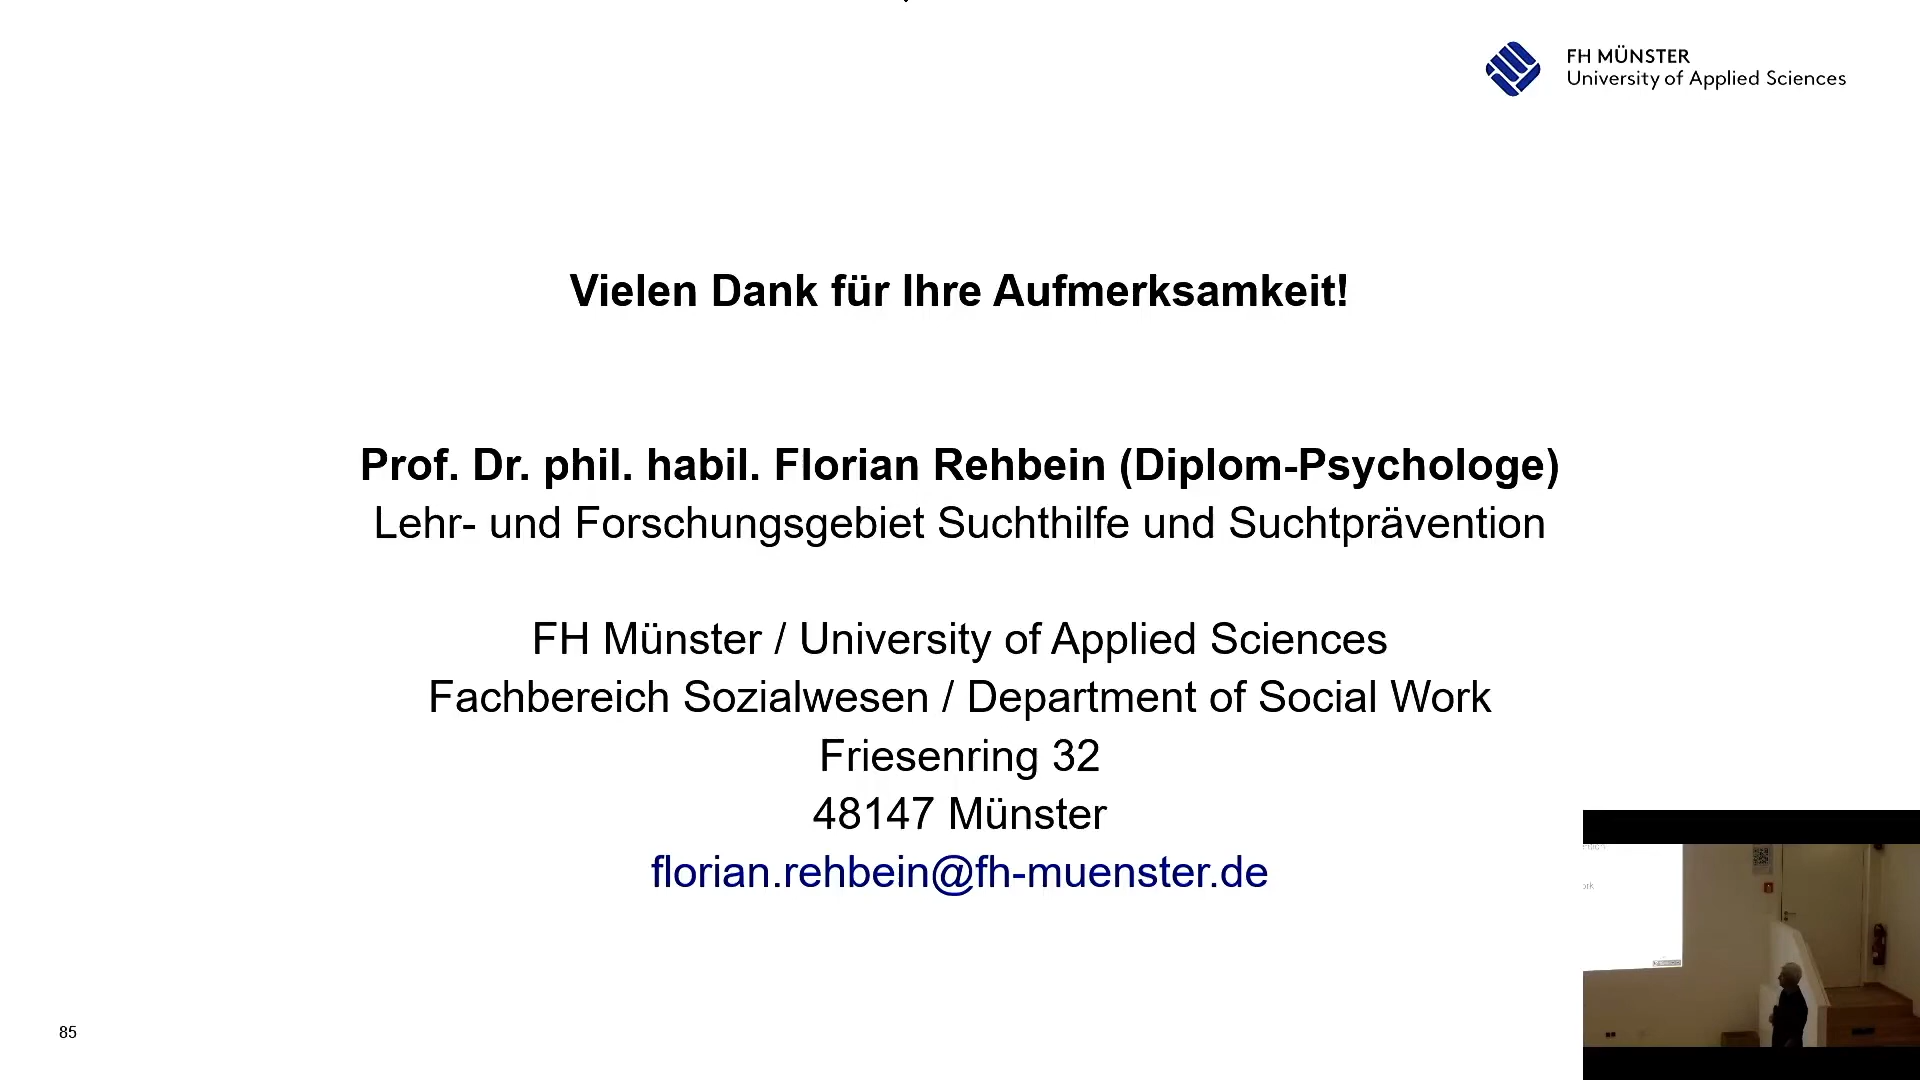 FH MÜNSTER
University of Applied Sciences
Vielen Dank für Ihre Aufmerksamkeit!
Prof. Dr. phil. habil. Florian Rehbein (Diplom-Psychologe)
Lehr- und Forschungsgebiet Suchthilfe und Suchtprävention
FH Münster / University of Applied Sciences
Fachbereich Sozialwesen / Department of Social Work
Friesenring 32
48147 Münster
florian.rehbein@fh-muenster.de
85